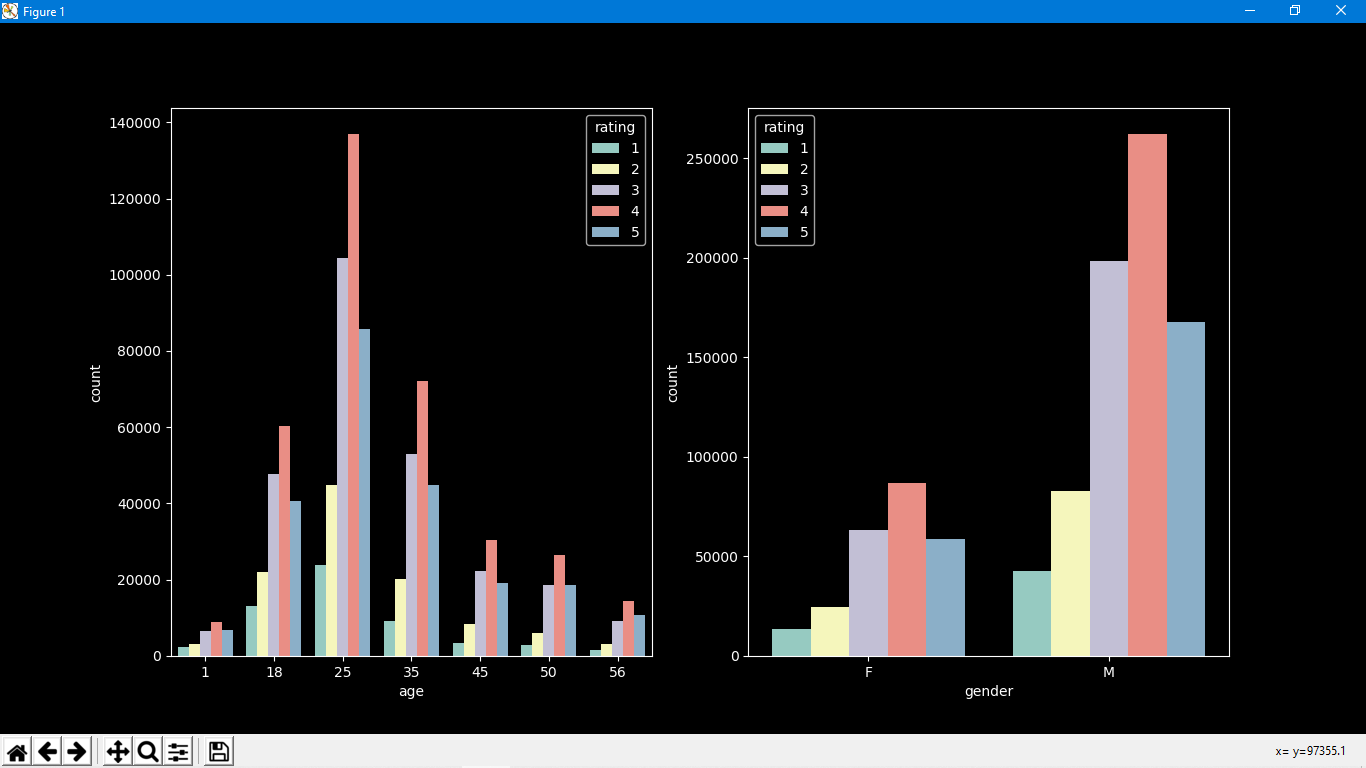 Figure 1
140000
120000
100000
80000
60000
40000
20000
0
count
1 18 25 35 45 50 56
age
rating
1
2
3
4
5
250000
200000
150000
100000
50000
0
count
F M
gender
rating
1
2
3
4
5
x= y=97355.1